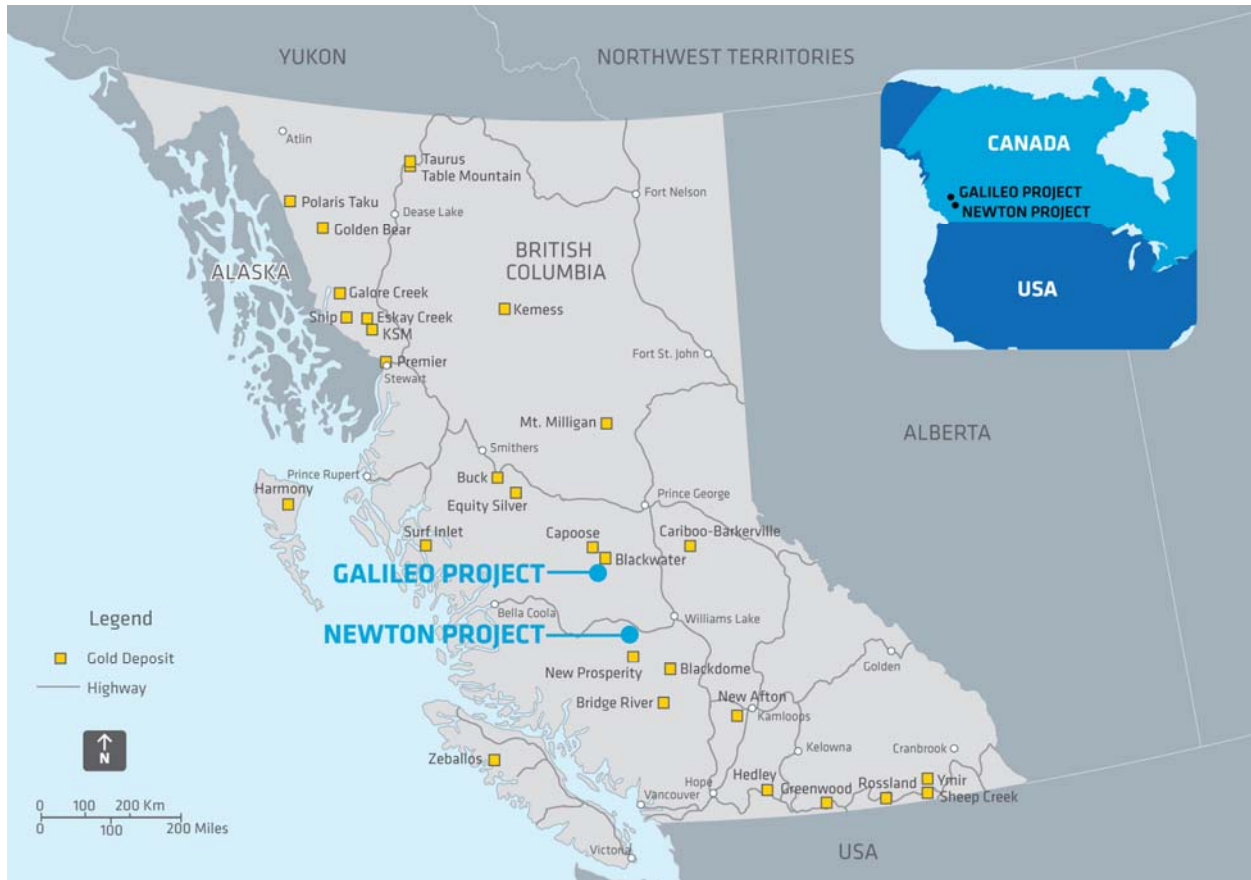 YUKON
NORTHWEST TERRITORIES
CANADA
GALILEO PROJECT
NEWTON PROJECT
USA
Atlin
Taurus
Table Mountain
Fort Nelson
Polaris Taku
Dease Lake
Golden Bear
ALASKA
BRITISH
COLUMBIA
Galore Creek
Snip
Eskay Creek
KSM
Kemess
Premier
Stewart
Fort St. John
Mt. Milligan
ALBERTA
Smithers
Prince Rupert
Buck
Harmony
Equity Silver
Prince George
Surf Inlet
Capoose
Cariboo-Barkerville
Blackwater
GALILEO PROJECT
Bella Coola
Williams Lake
NEWTON PROJECT
Legend
Gold Deposit
Highway
New Prosperity
Blackdome
Golden
Bridge River
New Afton
Kamloops
N
Zeballos
Kelowna
Cranbrook
Hedley
Hope
Greenwood
Rossland
Ymir
Sheep Creek
Vancouver
0 100 200 Km
0 100 200 Miles
Victona
USA